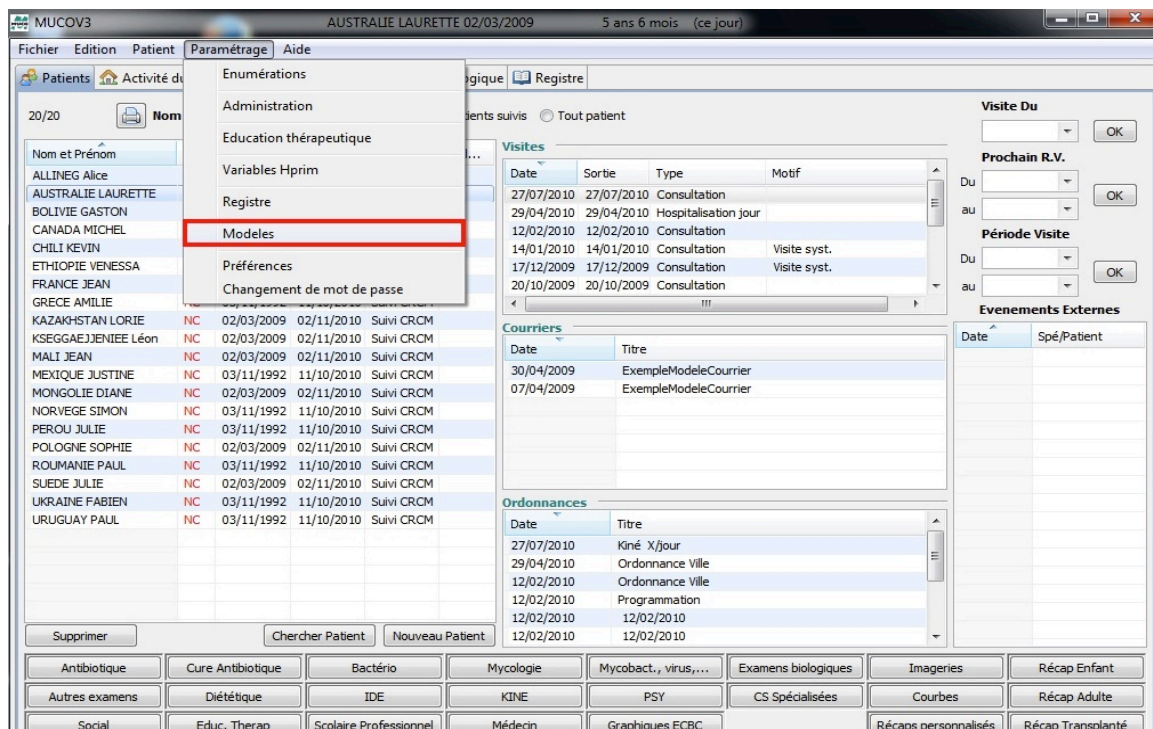 MUCOV3 AUSTRALIE LAURETTE 02/03/2009 5 ans 6 mois (ce jour)
Fichier Edition Patient Paramétrage Aide
Patients Activité du ogique Registre
Enumérations
Administration
Education thérapeutique
Variables Hprim
Registre
Modeles
Préférences
Changement de mot de passe
20/20 Nom ients suivis Tout patient
Nom et Prénom
ALLINEG Alice
AUSTRALIE LAURETTE
BOLIVIE GASTON
CANADA MICHEL
CHILI KEVIN
ETHIOPIE VENESSA
FRANCE JEAN
GRECE AMILIE
KAZAKHSTAN LORIE NC 02/03/2009 02/11/2010 Suivi CRCM
KSEGGAEJJENIEE Léon NC 02/03/2009 02/11/2010 Suivi CRCM
MALI JEAN NC 02/03/2009 02/11/2010 Suivi CRCM
MEXIQUE JUSTINE NC 03/11/1992 11/10/2010 Suivi CRCM
MONGOLIE DIANE NC 02/03/2009 02/11/2010 Suivi CRCM
NORVEGE SIMON NC 03/11/1992 11/10/2010 Suivi CRCM
PEROU JULIE NC 03/11/1992 11/10/2010 Suivi CRCM
POLOGNE SOPHIE NC 02/03/2009 02/11/2010 Suivi CRCM
ROUMANIE PAUL NC 03/11/1992 11/10/2010 Suivi CRCM
SUEDE JULIE NC 02/03/2009 02/11/2010 Suivi CRCM
UKRAINE FABIEN NC 03/11/1992 11/10/2010 Suivi CRCM
URUGUAY PAUL NC 03/11/1992 11/10/2010 Suivi CRCM
Supprimer Chercher Patient Nouveau Patient
Visites
Date Sortie Type Motif
27/07/2010 27/07/2010 Consultation
29/04/2010 29/04/2010 Hospitalisation jour
12/02/2010 12/02/2010 Consultation
14/01/2010 14/01/2010 Consultation Visite syst.
17/12/2009 17/12/2009 Consultation Visite syst.
20/10/2009 20/10/2009 Consultation
Courriers
Date Titre
30/04/2009 ExempleModeleCourrier
07/04/2009 ExempleModeleCourrier
Ordonnances
Date Titre
27/07/2010 Kiné X/jour
29/04/2010 Ordonnance Ville
12/02/2010 Ordonnance Ville
12/02/2010 Programmation
12/02/2010 12/02/2010
12/02/2010 12/02/2010
Visite Du
OK
Prochain R.V.
Du
OK
au
Période Visite
Du
OK
au
Evenements Externes
Date Spé/Patient
Antibiotique Cure Antibiotique Bactério Mycologie Mycobact., virus,... Examens biologiques Imageries Récap Enfant
Autres examens Diététique IDE KINE PSY CS Spécialisées Courbes Récap Adulte
Social Educ. Therap Scolaire Professionnel Médecin Graphiques ECBC Récaps personnalisés Récap Transplanté